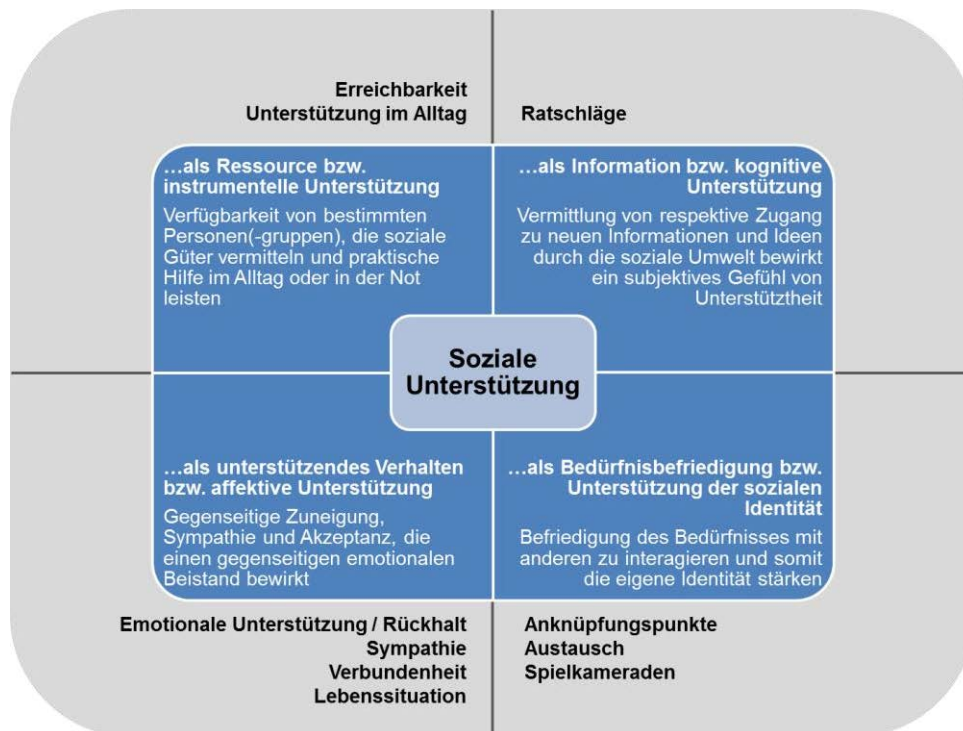 Erreichbarkeit
Unterstützung im Alltag
Ratschläge
…als Ressource bzw.
instrumentelle Unterstützung
Verfügbarkeit von bestimmten
Personen(-gruppen), die soziale
Güter vermitteln und praktische
Hilfe im Alltag oder in der Not
leisten
…als Information bzw. kognitive
Unterstützung
Vermittlung von respektive Zugang
zu neuen Informationen und Ideen
durch die soziale Umwelt bewirkt
ein subjektives Gefühl von
Unterstütztheit
Soziale
Unterstützung
…als unterstützendes Verhalten
bzw. affektive Unterstützung
Gegenseitige Zuneigung,
Sympathie und Akzeptanz, die
einen gegenseitigen emotionalen
Beistand bewirkt
…als Bedürfnisbefriedigung bzw.
Unterstützung der sozialen
Identität
Befriedigung des Bedürfnisses mit
anderen zu interagieren und somit
die eigene Identität stärken
Emotionale Unterstützung / Rückhalt
Sympathie
Verbundenheit
Lebenssituation
Anknüpfungspunkte
Austausch
Spielkameraden